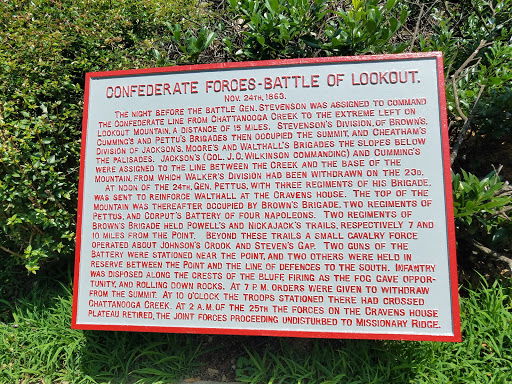 CONFEDERATE FORCES-BATTLE OF LOOKOUT.
NOV. 24TH, 1863.
THE NIGHT BEFORE THE BATTLE GEN. STEVENSON WAS ASSIGNED TO COMMAND
THE CONFEDERATE LINE FROM CHATTANOOGA CREEK TO THE EXTREME LEFT ON
LOOKOUT MOUNTAIN, A DISTANCE OF 15 MILES. STEVENSON'S DIVISION, OF BROWN'S,
CUMMING'S AND PETTU'S BRIGADES THEN OCCUPIED THE SUMMIT, AND CHEATHAM'S
DIVISION OF JACKSON'S, MOORE'S AND WALTHALL'S BRIGADES THE SLOPES BELOW
THE PALISADES. JACKSON'S (COL. J.C. WILKINSON COMMANDING) AND CUMMING'S
WERE ASSIGNED TO THE LINE BETWEEN THE CREEK AND THE BASE OF THE
MOUNTAIN, FROM WHICH WALKER'S DIVISION HAD BEEN WITHDRAWN ON THE 23D.
AT NOON OF THE 24TH, GEN. PETTUS, WITH THREE REGIMENTS OF HIS BRIGADE,
WAS SENT TO REINFORCE WALTHALL AT THE CRAVENS HOUSE. THE TOP OF THE
MOUNTAIN WAS THEREAFTER OCCUPIED BY BROWN'S BRIGADE, TWO REGIMENTS OF
PETTUS, AND CORPUT'S BATTERY OF FOUR NAPOLEONS. TWO REGIMENTS OF
BROWN'S BRIGADE HELD POWELL'S AND NICKAJACK'S TRAILS, RESPECTIVELY 7 AND
10 MILES FROM THE POINT. BEYOND THESE TRAILS A SMALL CAVALRY FORCE
OPERATED ABOUT JOHNSON'S CROOK AND STEVEN'S GAP. TWO GUNS OF THE
BATTERY WERE STATIONED NEAR THE POINT, AND TWO OTHERS WERE HELD IN
RESERVE BETWEEN THE POINT AND THE LINE OF DEFENCES TO THE SOUTH. INFANTRY
WAS DISPOSED ALONG THE CRESTS OF THE BLUFF, FIRING AS THE FOG GAVE OPPOR-
TUNITY, AND ROLLING DOWN ROCKS. AT 7 P.M. ORDERS WERE GIVEN TO WITHDRAW
FROM THE SUMMIT. AT 10 O'CLOCK THE TROOPS STATIONED THERE HAD CROSSED
CHATTANOOGA CREEK. AT 2 A.M. OF THE 25TH THE FORCES ON THE CRAVENS HOUSE
PLATEAU RETIRED, THE JOINT FORCES PROCEEDING UNDISTURBED TO MISSIONARY RIDGE.